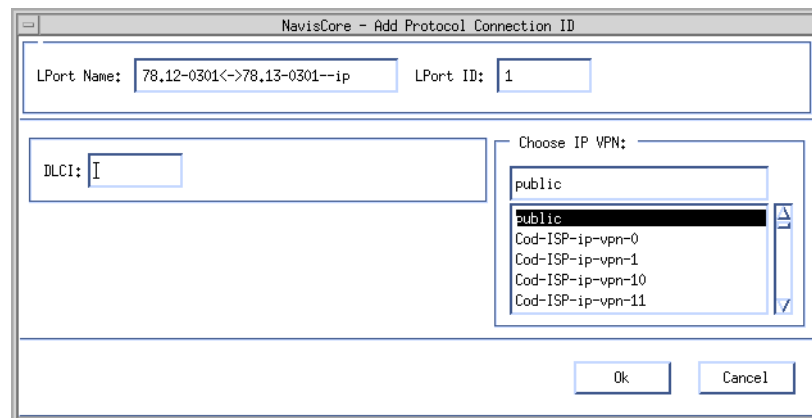 NavisCore - Add Protocol Connection ID
LPort Name: 78.12-0301<->78.13-0301--ip LPort ID: 1
DLCI:
Choose IP VPN:
public
public
Cod-ISP-ip-vpn-0
Cod-ISP-ip-vpn-1
Cod-ISP-ip-vpn-10
Cod-ISP-ip-vpn-11
Ok Cancel